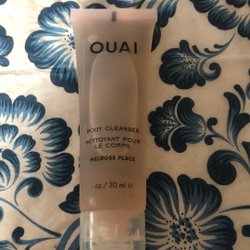 OUAI
BODY CLEANSER
NETTOYANT POUR
LE CORPS
MELROSE PLACE
oz / 30 ml e